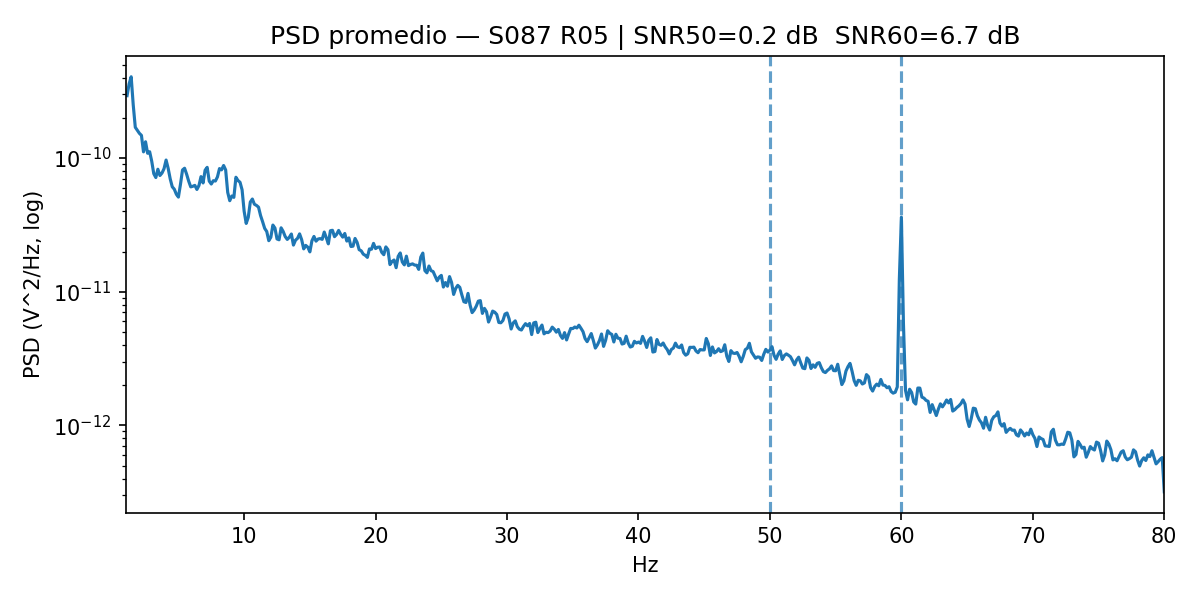 PSD promedio — S087 R05 | SNR50=0.2 dB  SNR60=6.7 dB
PSD (V^2/Hz, log)
10⁻¹⁰
10⁻¹¹
10⁻¹²
10 20 30 40 50 60 70 80
Hz